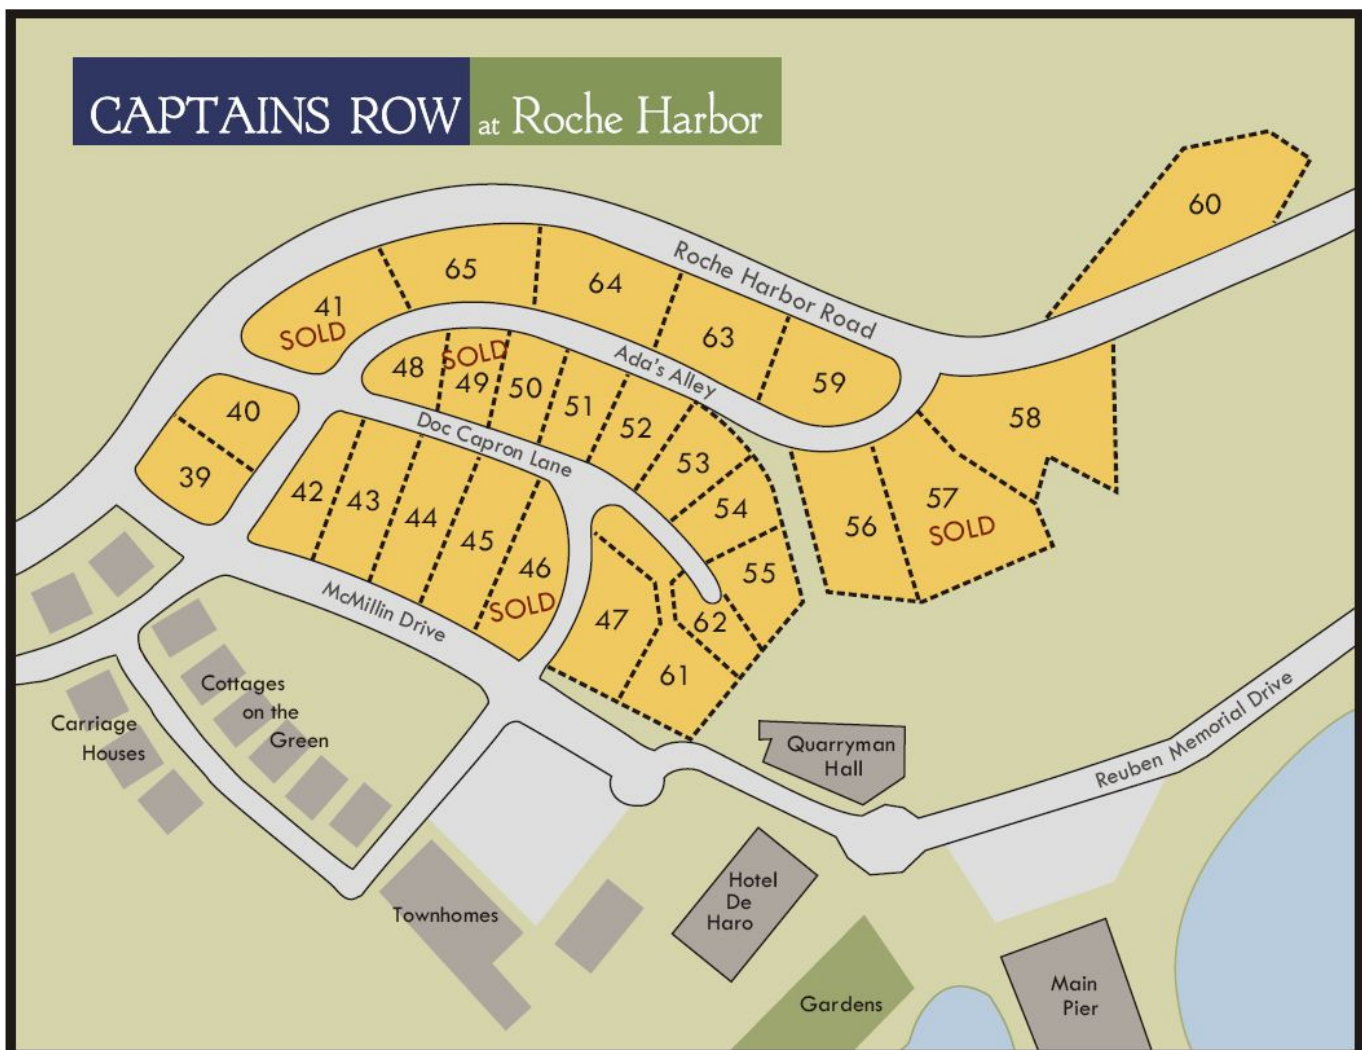 CAPTAINS ROW at Roche Harbor
60
65
64
41
SOLD
Roche Harbor Road
63
59
48
SOLD
49
50
51
52
53
54
55
Ada's Alley
58
57
SOLD
56
40
39
Doc Capron Lane
42
43
44
45
46
SOLD
47
62
61
McMillin Drive
Cottages
on the
Green
Carriage
Houses
Quarryman
Hall
Reuben Memorial Drive
Townhomes
Hotel
De
Haro
Gardens
Main
Pier